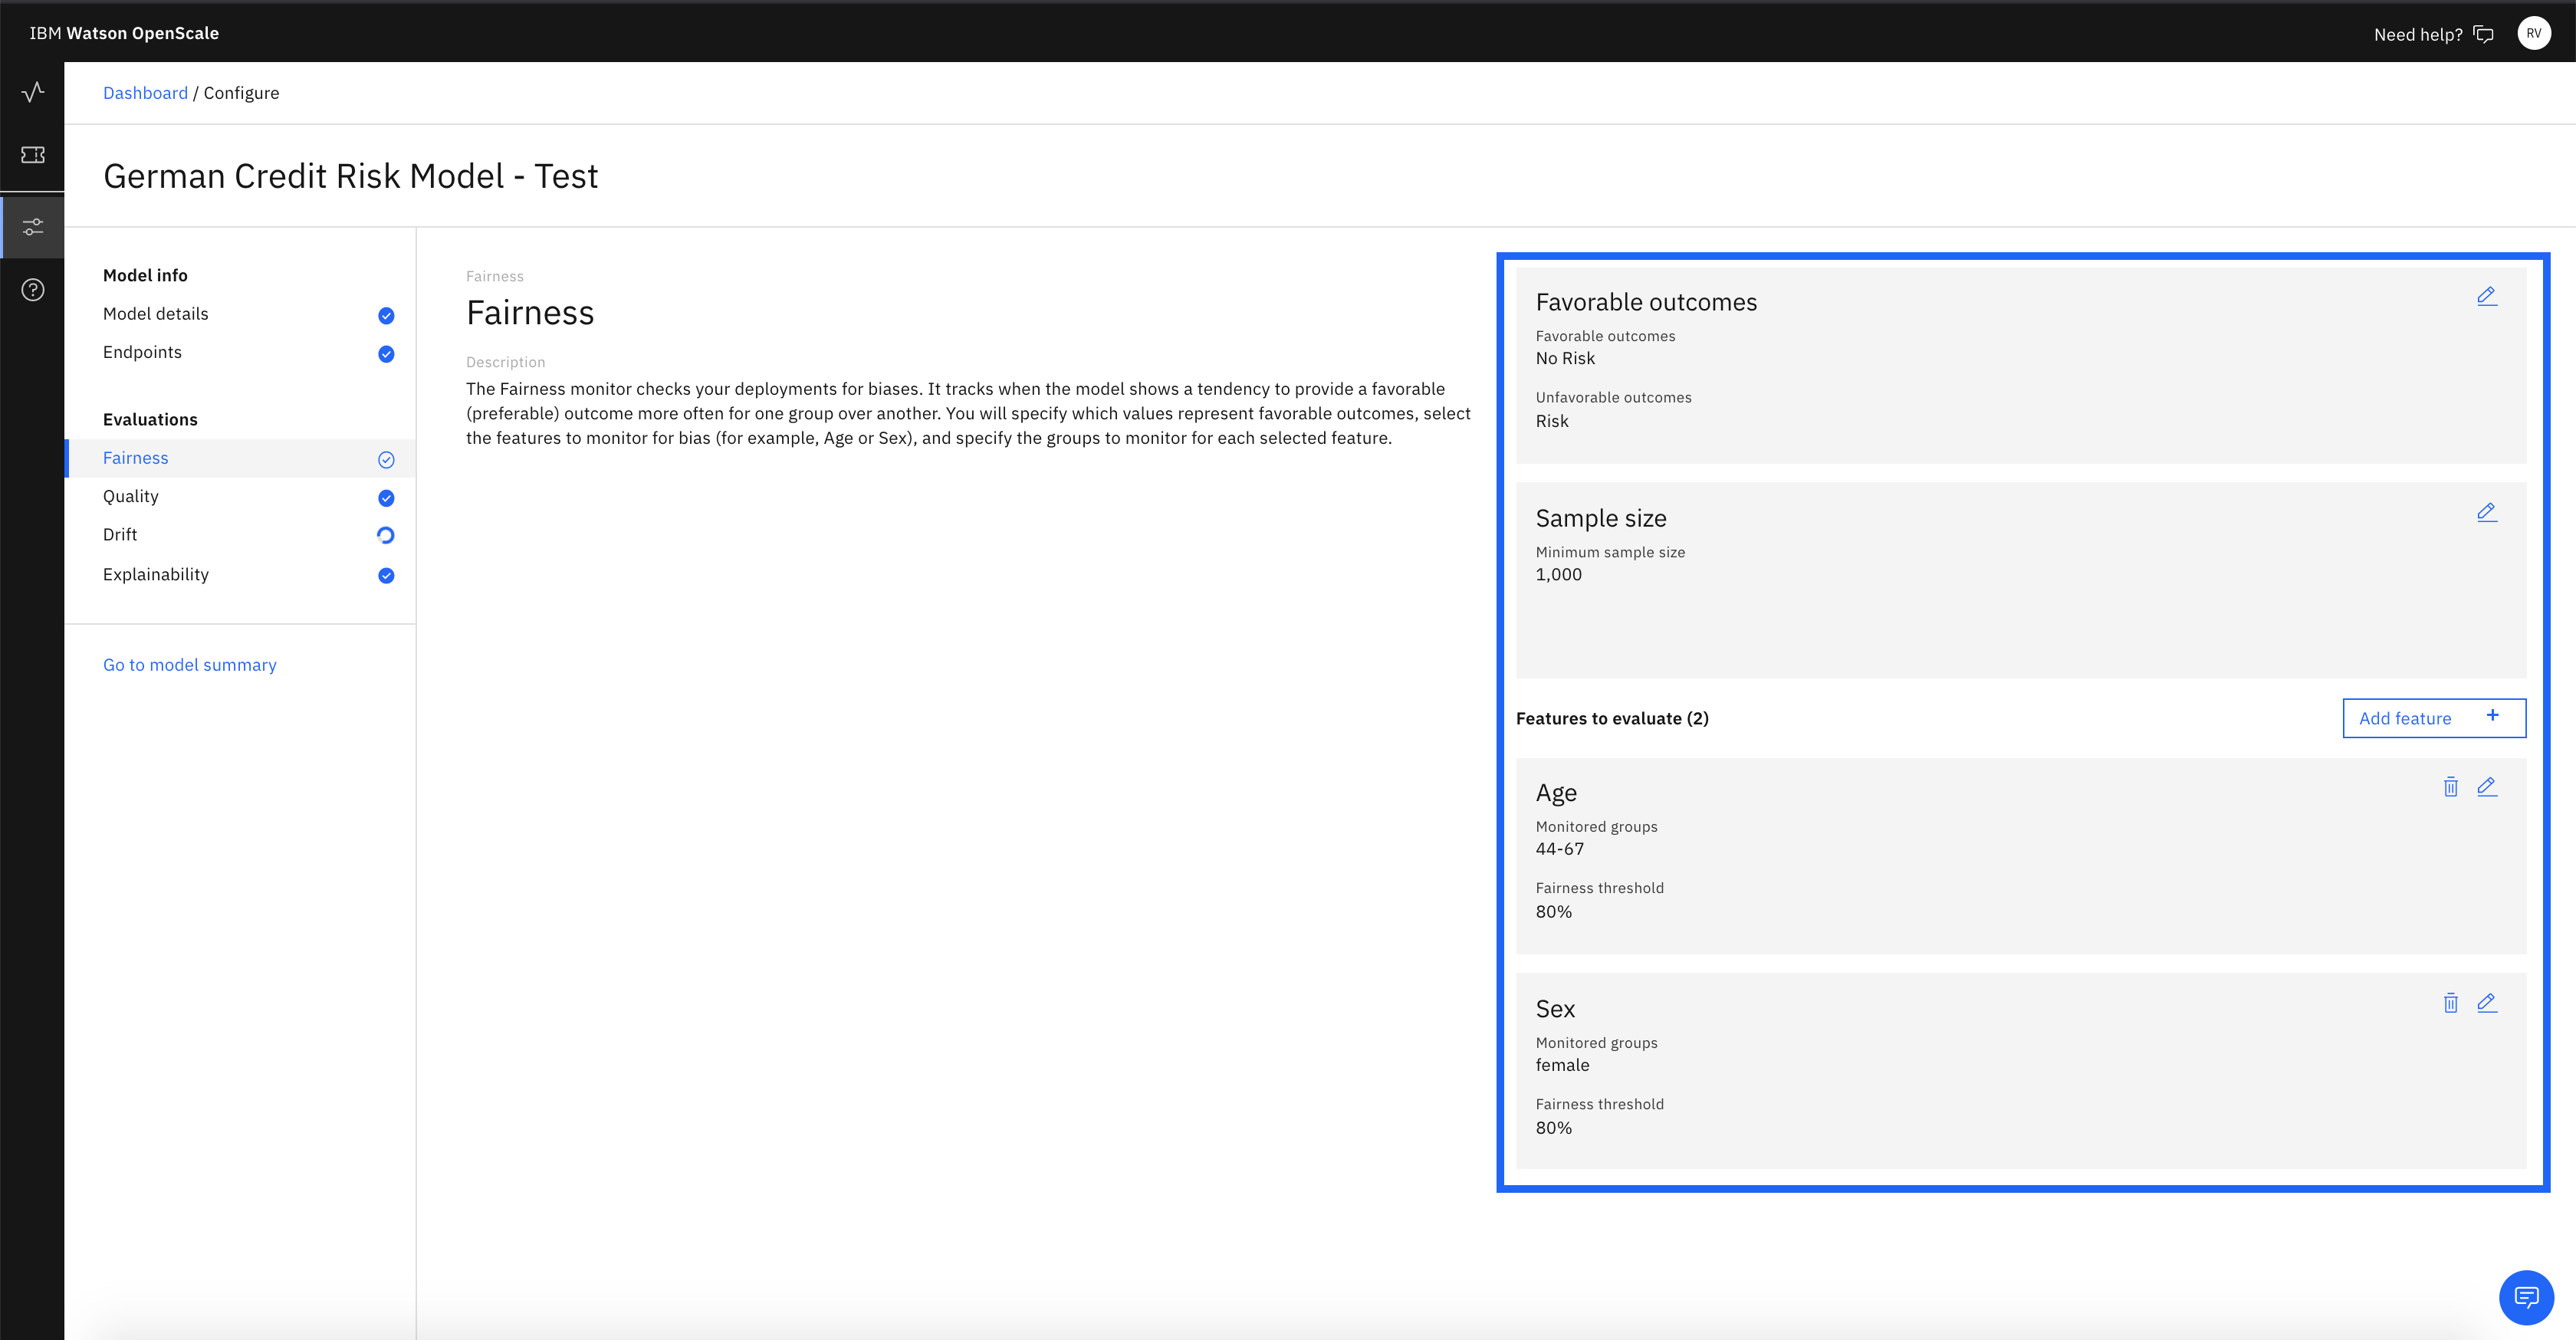 IBM Watson OpenScale
Need help?
RV
Dashboard / Configure
German Credit Risk Model - Test
Model info
Model details
Endpoints
Evaluations
Fairness
Quality
Drift
Explainability
Go to model summary
Fairness
Fairness
Description
The Fairness monitor checks your deployments for biases. It tracks when the model shows a tendency to provide a favorable
(preferable) outcome more often for one group over another. You will specify which values represent favorable outcomes, select
the features to monitor for bias (for example, Age or Sex), and specify the groups to monitor for each selected feature.
Favorable outcomes
Favorable outcomes
No Risk
Unfavorable outcomes
Risk
Sample size
Minimum sample size
1,000
Features to evaluate (2)
Add feature +
Age
Monitored groups
44-67
Fairness threshold
80%
Sex
Monitored groups
female
Fairness threshold
80%